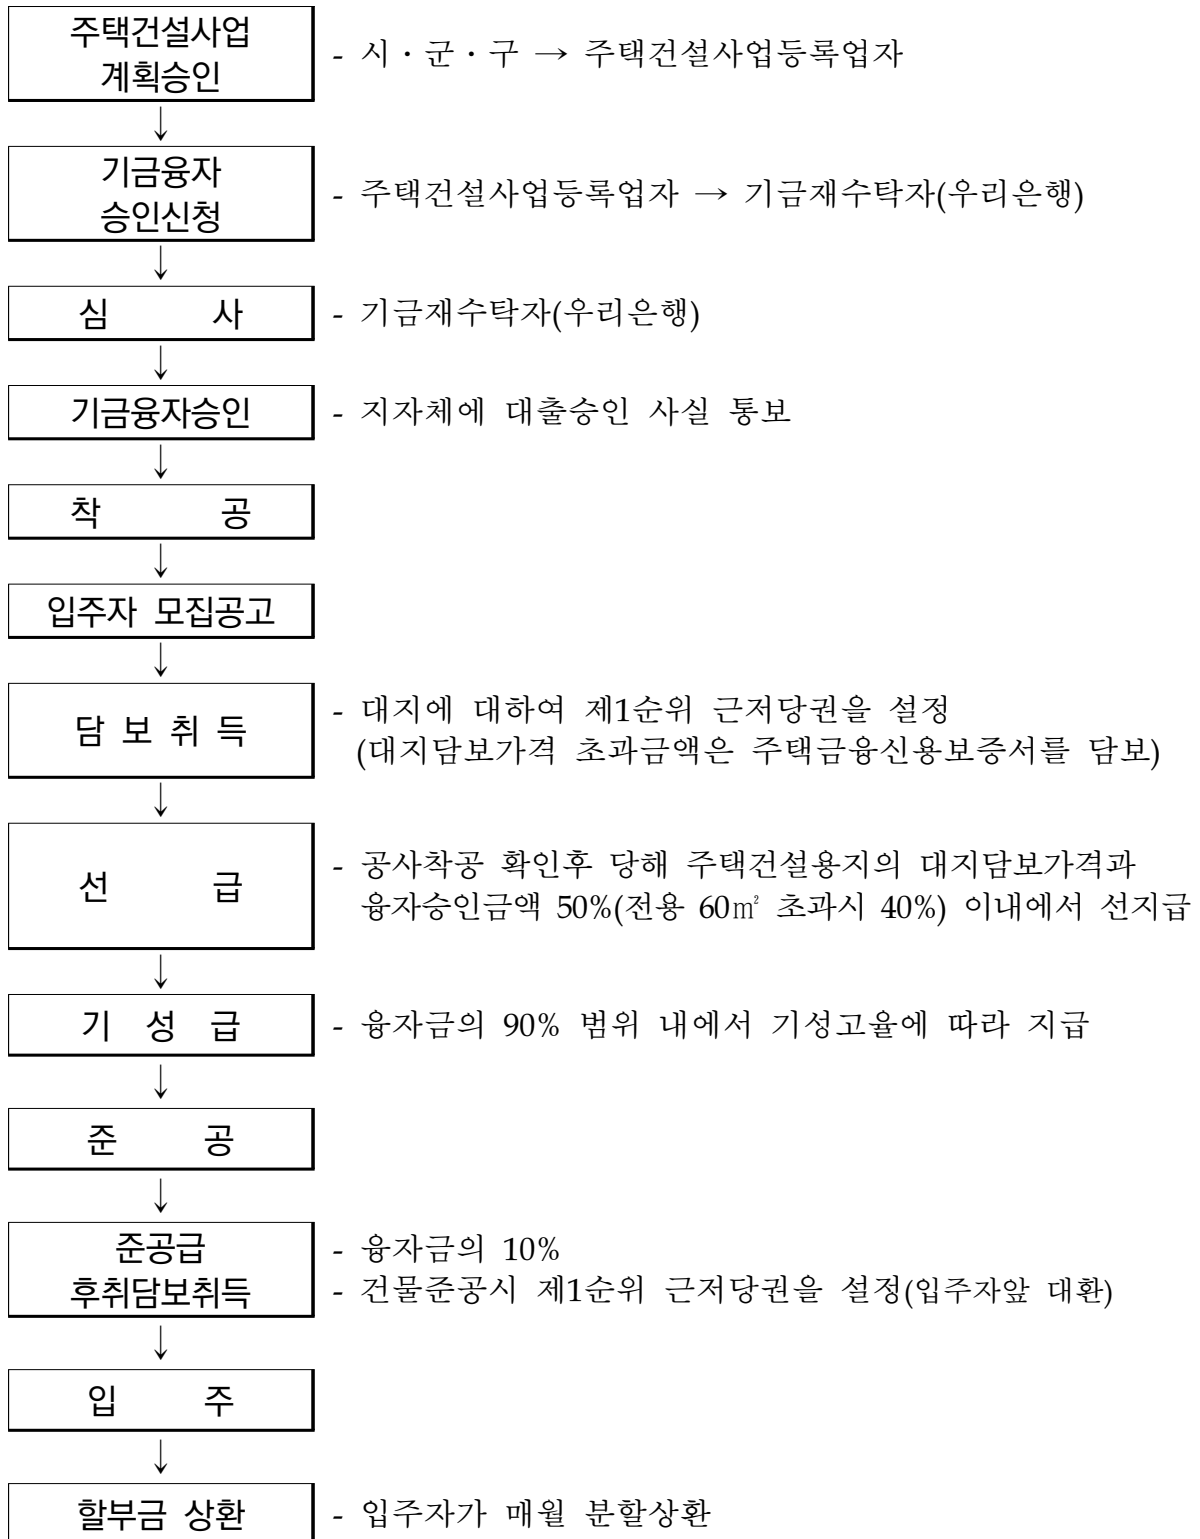 주택건설사업
계획승인
- 시·군·구 → 주택건설사업등록업자
↓
기금융자
승인신청
- 주택건설사업등록업자 → 기금재수탁자(우리은행)
↓
심 사
- 기금재수탁자(우리은행)
↓
기금융자승인
- 지자체에 대출승인 사실 통보
↓
착 공
↓
입주자 모집공고
↓
담 보 취 득
- 대지에 대하여 제1순위 근저당권을 설정
(대지담보가격 초과금액은 주택금융신용보증서를 담보)
↓
선 급
- 공사착공 확인후 당해 주택건설용지의 대지담보가격과
융자승인금액 50%(전용 60㎡ 초과시 40%) 이내에서 선지급
↓
기 성 급
- 융자금의 90% 범위 내에서 기성고율에 따라 지급
↓
준 공
↓
준공급
후취담보취득
- 융자금의 10%
- 건물준공시 제1순위 근저당권을 설정(입주자앞 대환)
↓
입 주
↓
할부금 상환
- 입주자가 매월 분할상환